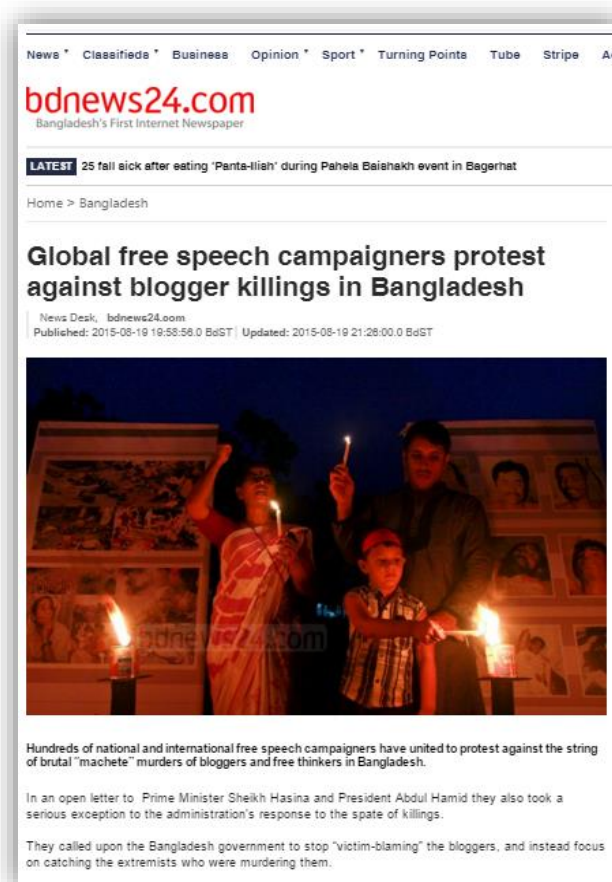 News Classifieds Business Opinion Sport Turning Points Tube Stripe
bdnews24.com
Bangladesh's First Internet Newspaper
LATEST 25 fall sick after eating 'Panta-Ilish' during Pahela Baishakh event in Bagerhat
Home > Bangladesh
Global free speech campaigners protest
against blogger killings in Bangladesh
News Desk, bdnews24.com
Published: 2015-08-19 19:58:56.0 BdST Updated: 2015-08-19 21:28:00.0 BdST
bdnews24.com
Hundreds of national and international free speech campaigners have united to protest against the string
of brutal "machete" murders of bloggers and free thinkers in Bangladesh.
In an open letter to Prime Minister Sheikh Hasina and President Abdul Hamid they also took a
serious exception to the administration's response to the spate of killings.
They called upon the Bangladesh government to stop "victim-blaming" the bloggers, and instead focus
on catching the extremists who were murdering them.